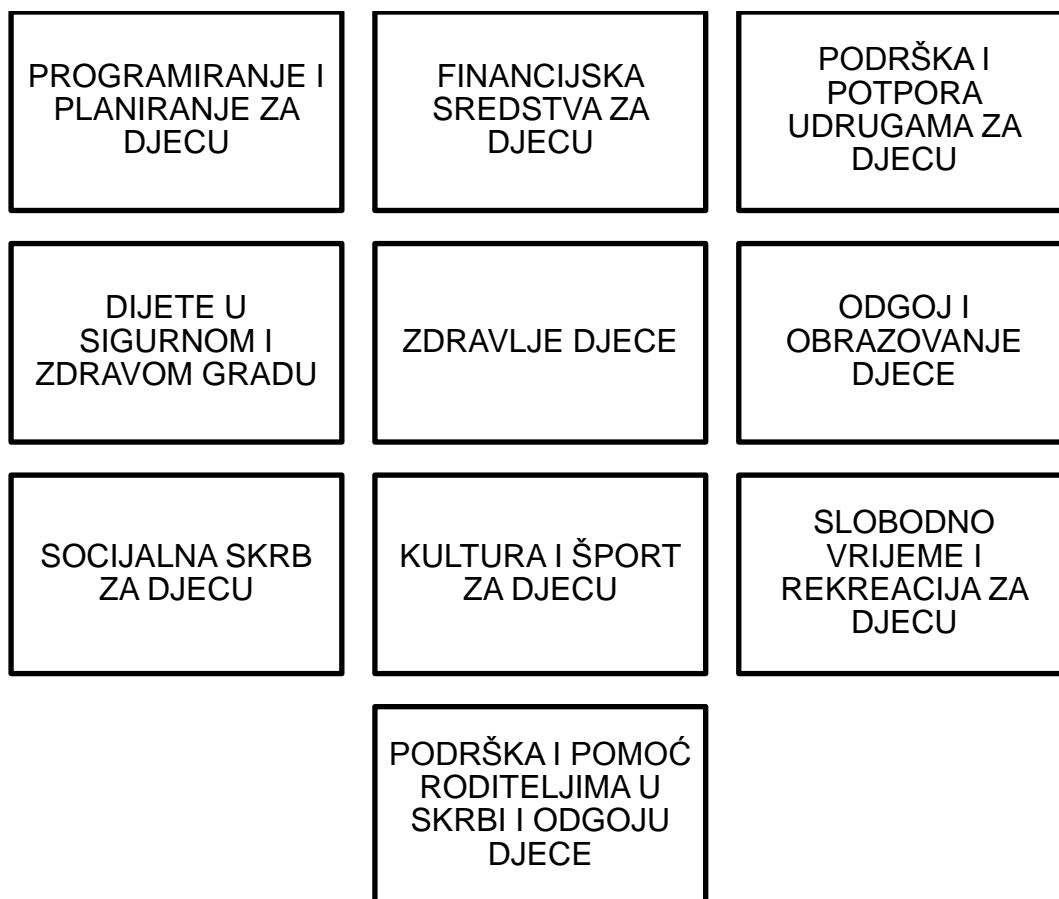 PROGRAMIRANJE I
PLANIRANJE ZA
DJECU
FINANCIJSKA
SREDSTVA ZA
DJECU
PODRŠKA I
POTPORA
UDRUGAMA ZA
DJECU
DIJETE U
SIGURNOM I
ZDRAVOM GRADU
ZDRAVLJE DJECE
ODGOJ I
OBRAZOVANJE
DJECE
SOCIJALNA SKRB
ZA DJECU
KULTURA I ŠPORT
ZA DJECU
SLOBODNO
VRIJEME I
REKREACIJA ZA
DJECU
PODRŠKA I POMOĆ
RODITELJIMA U
SKRBI I ODGOJU
DJECE